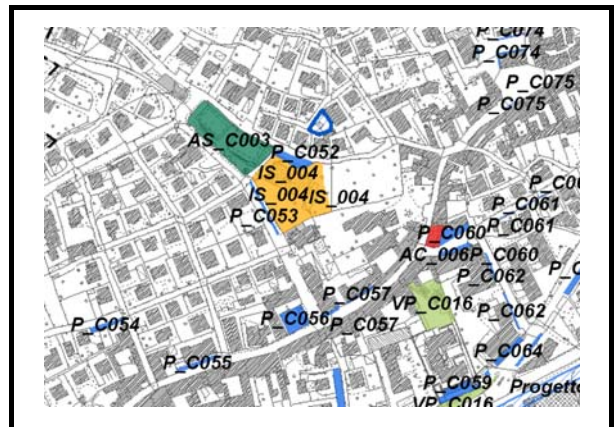 P_C074
P_C074
P_C075
P_C075
AS_C003
P_C052
IS_004
IS_004 IS_004
P_C053
P_C061
P_C060 P_C061
AC_006 P_C060
P_C062
P_C057
VP_C016
P_C056 P_C057
P_C062
P_C054
P_C064
P_C055
P_C059
Progetto
VP_C016